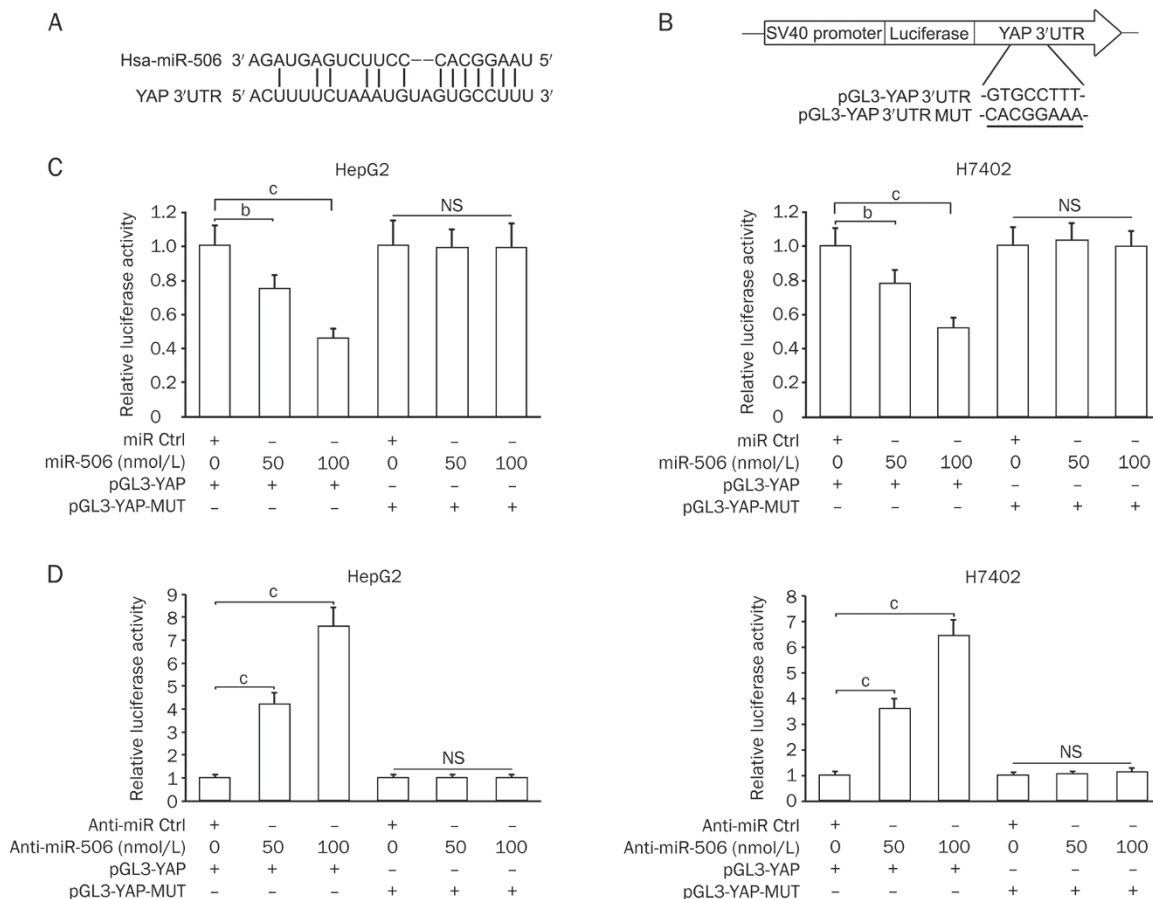 A
Hsa-miR-506 3′ AGAUGAGUCUUCC––CACGGAAU 5′
YAP 3′UTR 5′ ACUUUUCUAAAUGUAGUGCCUUU 3′
B
SV40 promoter Luciferase YAP 3′UTR
pGL3-YAP 3′UTR -GTGCCTTT-
pGL3-YAP 3′UTR MUT -CACGGAAA-
C
HepG2
Relative luciferase activity
1.2
1.0
0.8
0.6
0.4
0.2
0
b
c
NS
miR Ctrl + – – + – –
miR-506 (nmol/L) 0 50 100 0 50 100
pGL3-YAP + + + – – –
pGL3-YAP-MUT – – – + + +
H7402
Relative luciferase activity
1.2
1.0
0.8
0.6
0.4
0.2
0
b
c
NS
miR Ctrl + – – + – –
miR-506 (nmol/L) 0 50 100 0 50 100
pGL3-YAP + + + – – –
pGL3-YAP-MUT – – – + + +
D
HepG2
Relative luciferase activity
9
8
7
6
5
4
3
2
1
0
c
c
NS
Anti-miR Ctrl + – – + – –
Anti-miR-506 (nmol/L) 0 50 100 0 50 100
pGL3-YAP + + + – – –
pGL3-YAP-MUT – – – + + +
H7402
Relative luciferase activity
8
7
6
5
4
3
2
1
0
c
c
NS
Anti-miR Ctrl + – – + – –
Anti-miR-506 (nmol/L) 0 50 100 0 50 100
pGL3-YAP + + + – – –
pGL3-YAP-MUT – – – + + +